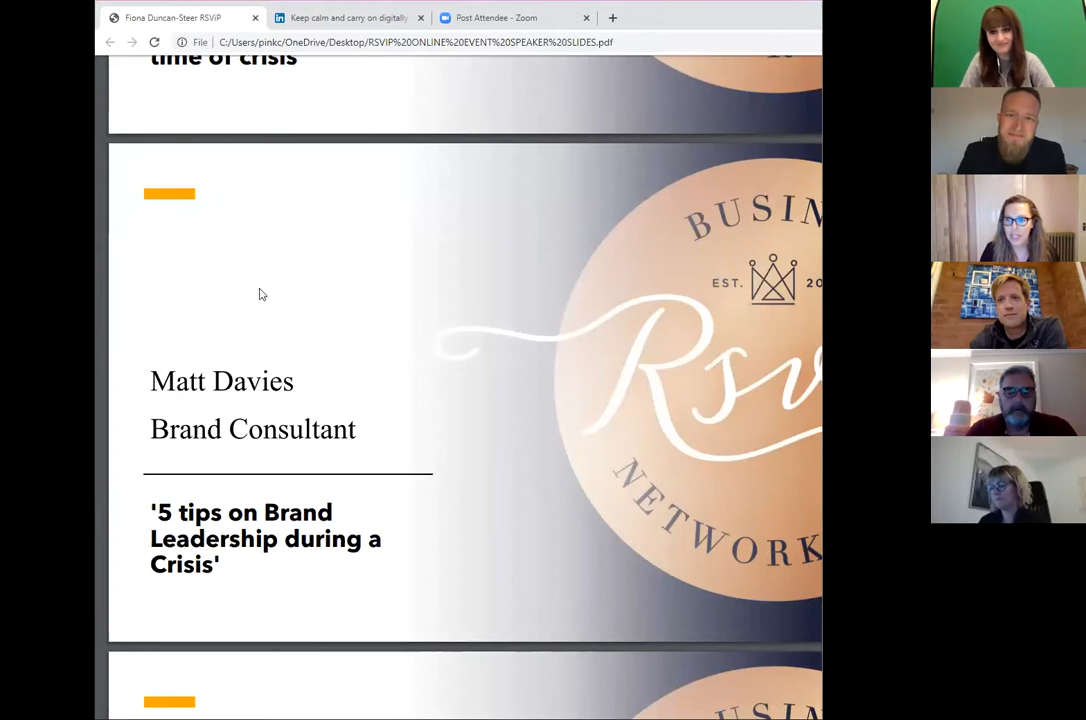 Fiona Duncan-Steer RSViP
Keep calm and carry on digitally
Post Attendee - Zoom
File
C:/Users/pinkc/OneDrive/Desktop/RSVIP%20ONLINE%20EVENT%20SPEAKER%20SLIDES.pdf
time of crisis
BUSIN
EST.
20
Rsv
NETWORK
Matt Davies
Brand Consultant
'5 tips on Brand
Leadership during a
Crisis'
USIN